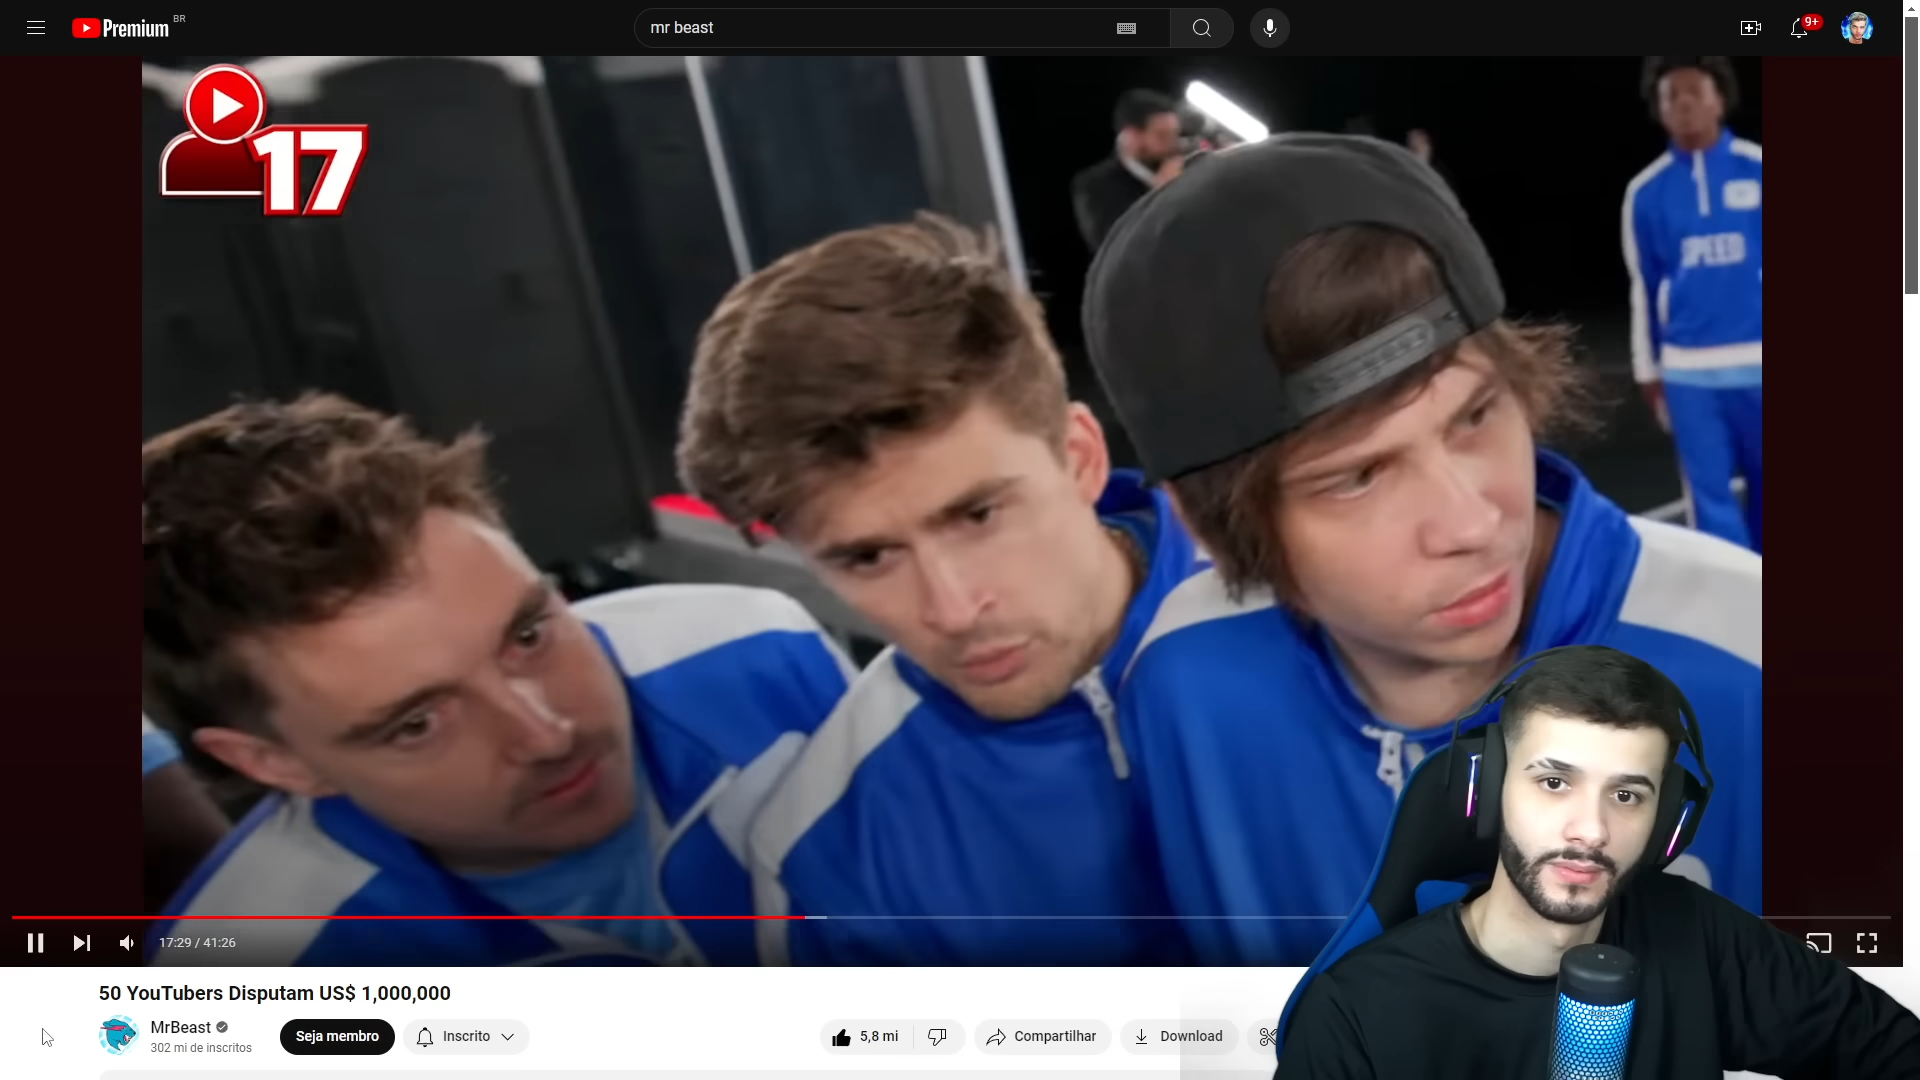 Premium BR
mr beast
9+
17
SPEED
17:29 / 41:26
50 YouTubers Disputam US$ 1,000,000
MrBeast
302 mi de inscritos
Seja membro
Inscrito
5,8 mi
Compartilhar
Download